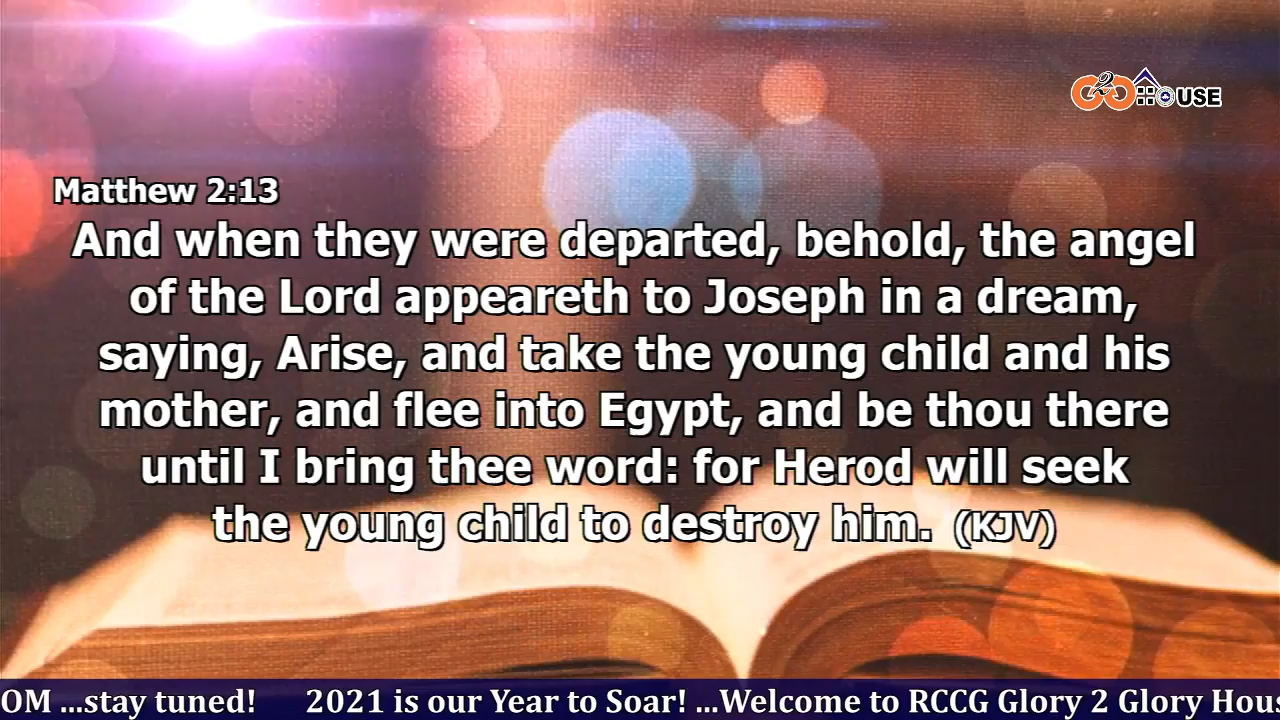 G2G HOUSE
Matthew 2:13
And when they were departed, behold, the angel
of the Lord appeareth to Joseph in a dream,
saying, Arise, and take the young child and his
mother, and flee into Egypt, and be thou there
until I bring thee word: for Herod will seek
the young child to destroy him. (KJV)
OM ...stay tuned! 2021 is our Year to Soar! ...Welcome to RCCG Glory 2 Glory Hous